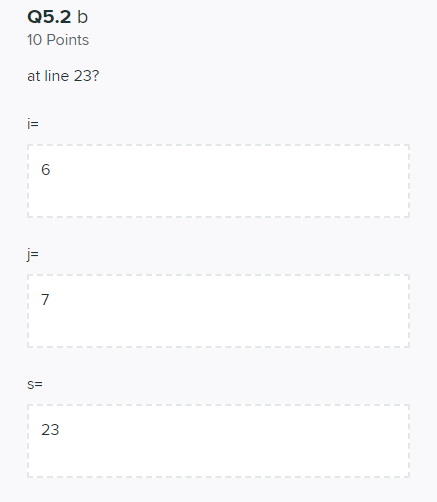 Q5.2 b
10 Points
at line 23?
i=
6
j=
7
s=
23